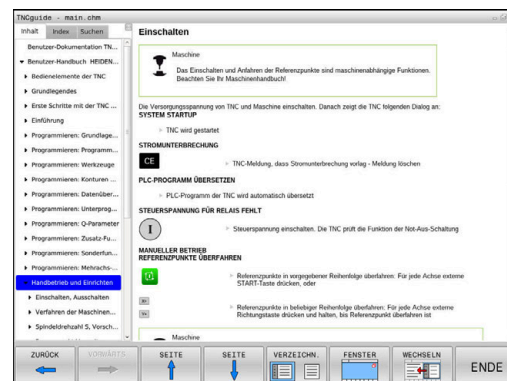 TNCguide - main.chm
Inhalt Index Suchen
Benutzer-Dokumentation TN...
Benutzer-Handbuch HEIDEN...
Bedienelemente der TNC
Grundlegendes
Erste Schritte mit der TNC ...
Einführung
Programmieren: Grundlage...
Programmieren: Programm...
Programmieren: Werkzeuge
Programmieren: Konturen ...
Programmieren: Datenüber...
Programmieren: Unterprog...
Programmieren: Q-Parameter
Programmieren: Zusatz-Fu...
Programmieren: Sonderfun...
Programmieren: Mehrachs-...
Handbetrieb und Einrichten
Einschalten, Ausschalten
Verfahren der Maschinen...
Spindeldrehzahl S, Vorsch...
Einschalten
Maschine
Das Einschalten und Anfahren der Referenzpunkte sind maschinenabhängige Funktionen.
Beachten Sie Ihr Maschinenhandbuch!
Die Versorgungsspannung von TNC und Maschine einschalten. Danach zeigt die TNC folgenden Dialog an:
SYSTEM STARTUP
TNC wird gestartet
STROMUNTERBRECHUNG
CE
TNC-Meldung, dass Stromunterbrechung vorlag - Meldung löschen
PLC-PROGRAMM ÜBERSETZEN
PLC-Programm der TNC wird automatisch übersetzt
STEUERSPANNUNG FÜR RELAIS FEHLT
I
Steuerspannung einschalten. Die TNC prüft die Funktion der Not-Aus-Schaltung
MANUELLER BETRIEB
REFERENZPUNKTE ÜBERFAHREN
Referenzpunkte in vorgegebener Reihenfolge überfahren: Für jede Achse externe
START-Taste drücken, oder
Referenzpunkte in beliebiger Reihenfolge überfahren: Für jede Achse externe
Richtungstaste drücken und halten, bis Referenzpunkt überfahren ist
Maschine
ZURÜCK VORWÄRTS SEITE SEITE VERZEICHN. FENSTER WECHSELN ENDE